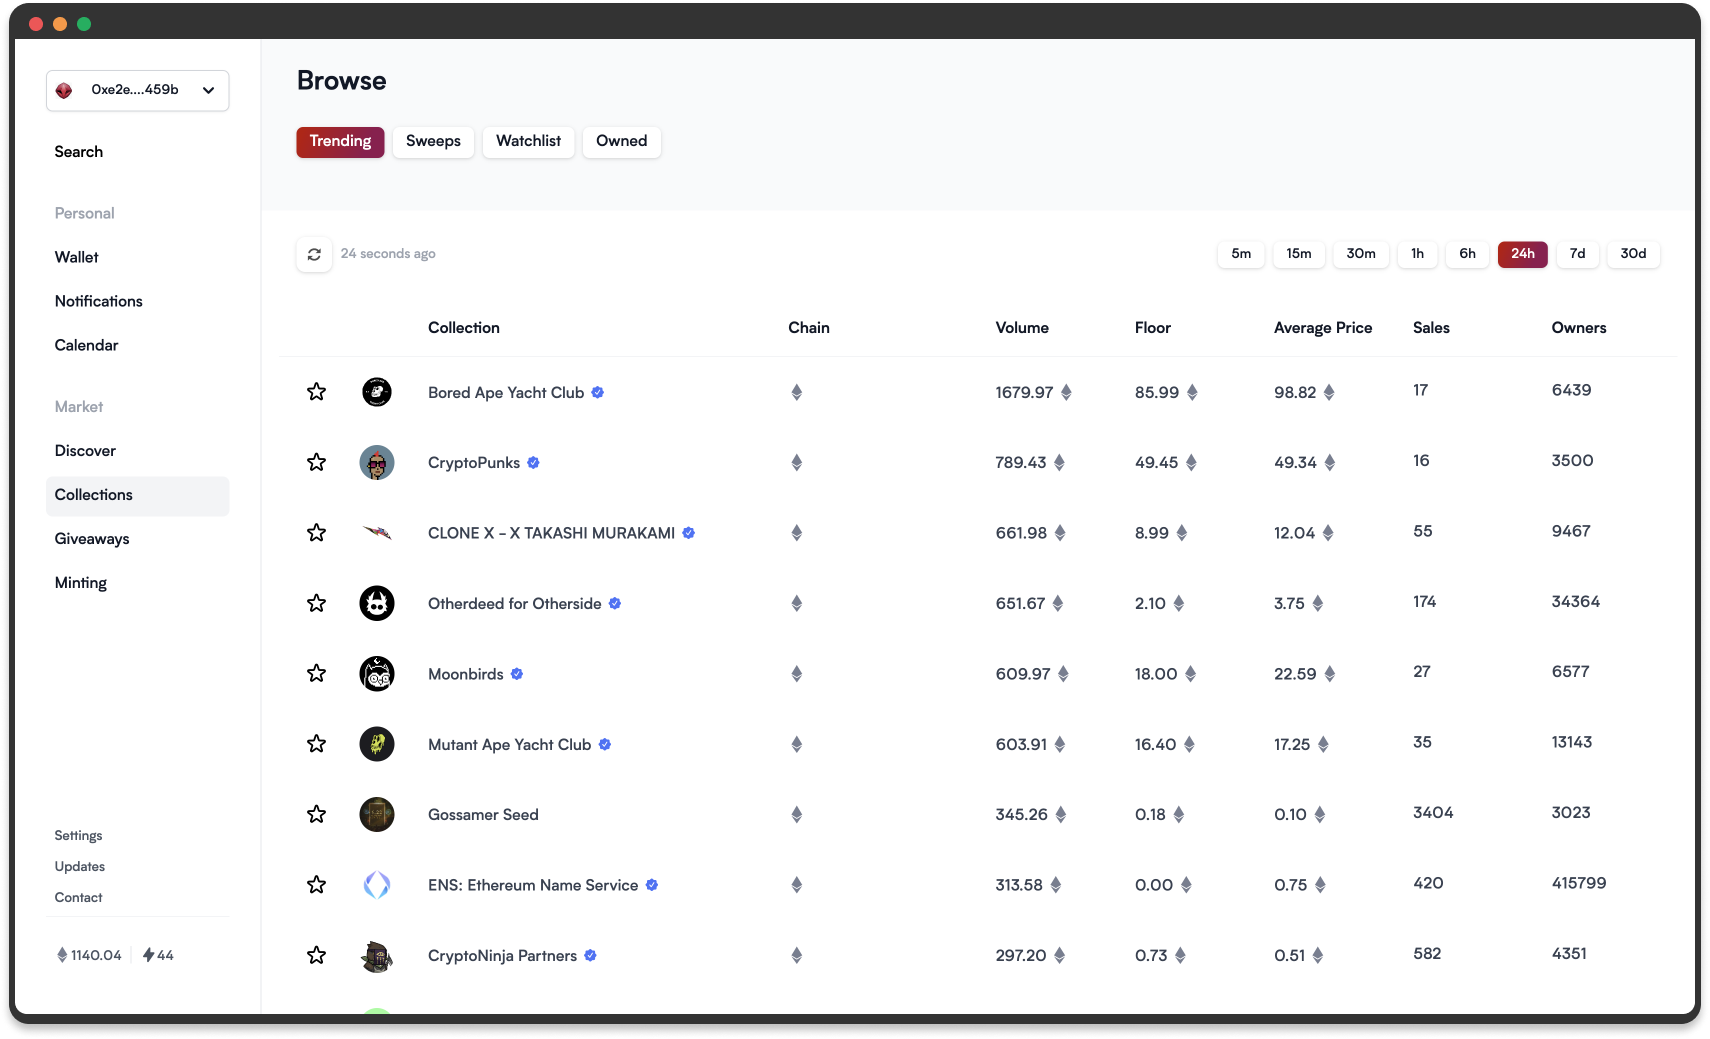 0xe2e....459b
Search
Personal
Wallet
Notifications
Calendar
Market
Discover
Collections
Giveaways
Minting
Settings
Updates
Contact
1140.04 44
Browse
Trending Sweeps Watchlist Owned
24 seconds ago 5m 15m 30m 1h 6h 24h 7d 30d
Collection Chain Volume Floor Average Price Sales Owners
Bored Ape Yacht Club 1679.97 85.99 98.82 17 6439
CryptoPunks 789.43 49.45 49.34 16 3500
CLONE X - X TAKASHI MURAKAMI 661.98 8.99 12.04 55 9467
Otherdeed for Otherside 651.67 2.10 3.75 174 34364
Moonbirds 609.97 18.00 22.59 27 6577
Mutant Ape Yacht Club 603.91 16.40 17.25 35 13143
Gossamer Seed 345.26 0.18 0.10 3404 3023
ENS: Ethereum Name Service 313.58 0.00 0.75 420 415799
CryptoNinja Partners 297.20 0.73 0.51 582 4351